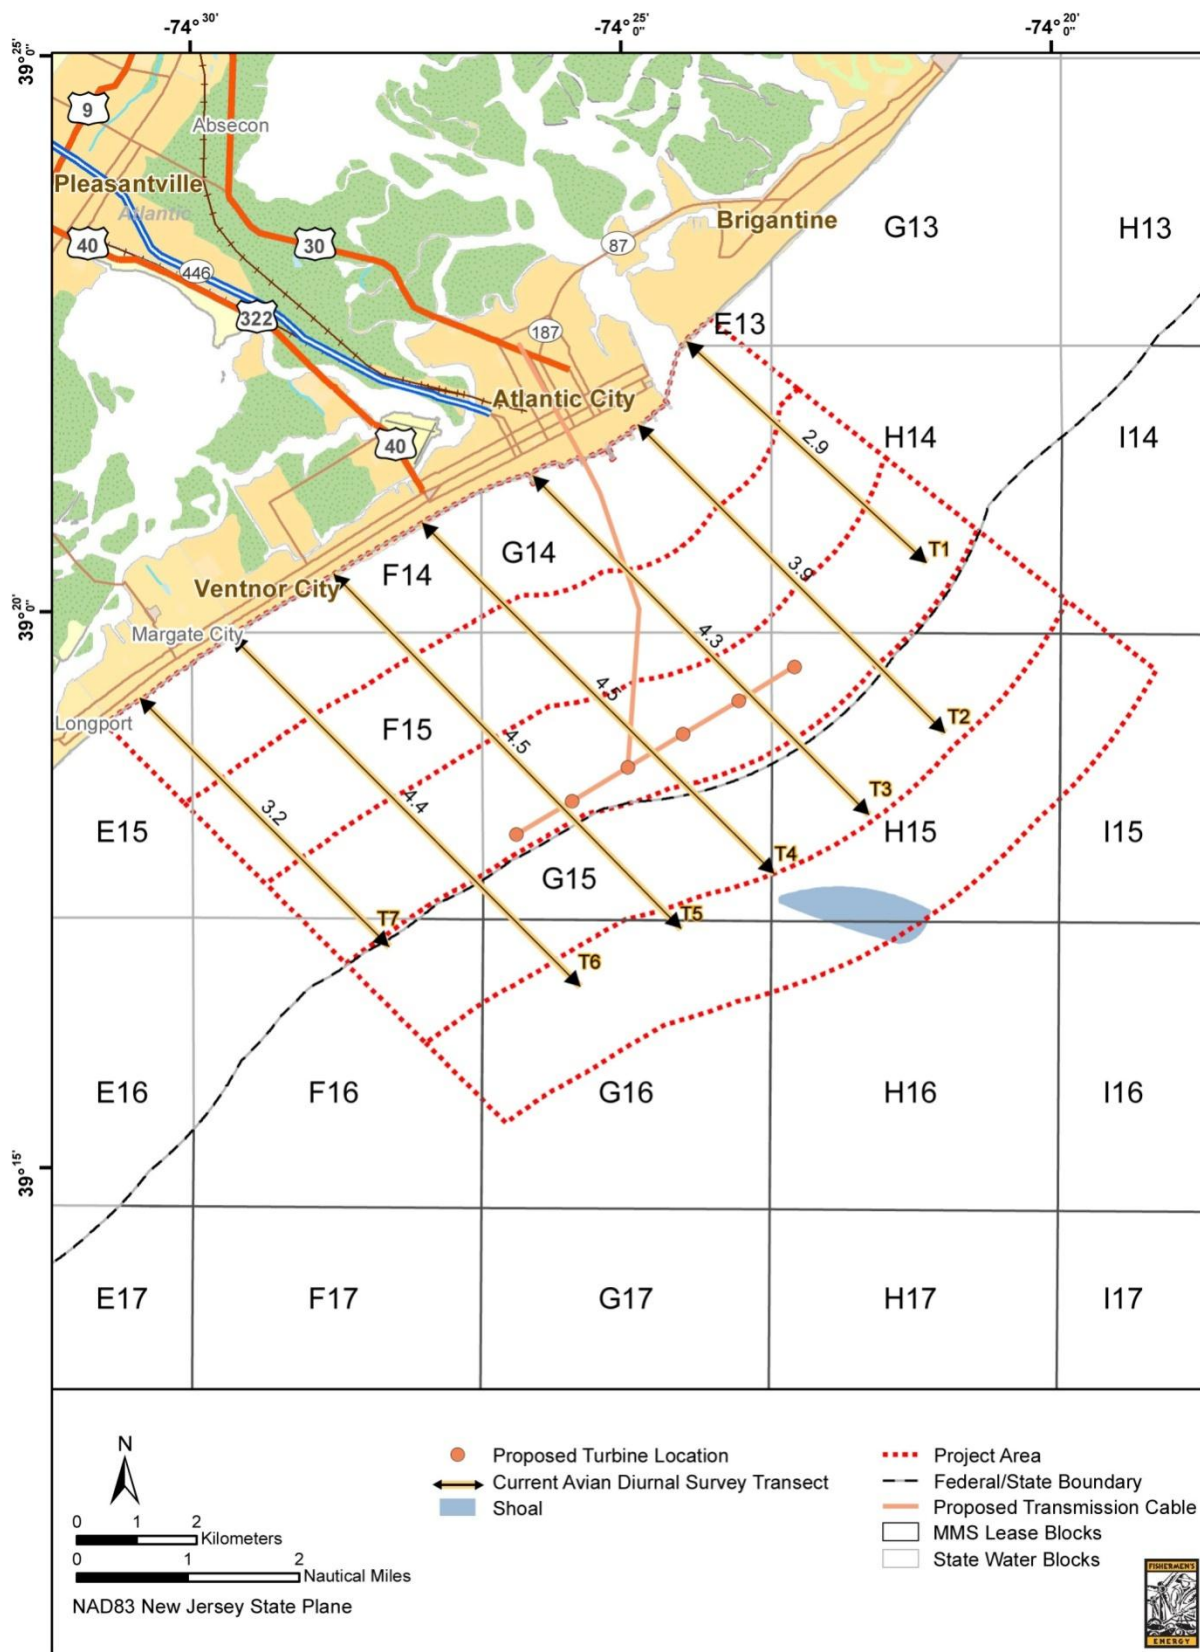 -74° 30' 0"
-74° 25' 0"
-74° 20' 0"
39° 25' 0"
9
Absecon
Pleasantville
Atlantic
Brigantine
G13
H13
40
30
87
446
322
187
E13
Atlantic City
40
2.9
H14
I14
T1
G14
F14
3.9
Ventnor City
39° 20' 0"
Margate City
4.3
4.5
Longport
F15
T2
4.5
T3
4.4
3.2
E15
H15
I15
T4
G15
T7
T5
T6
E16
F16
G16
H16
I16
39° 15' 0"
E17
F17
G17
H17
I17
N
0 1 2
Kilometers
0 1 2
Nautical Miles
NAD83 New Jersey State Plane
Proposed Turbine Location
Current Avian Diurnal Survey Transect
Shoal
Project Area
Federal/State Boundary
Proposed Transmission Cable
MMS Lease Blocks
State Water Blocks
FISHERMEN'S
ENERGY